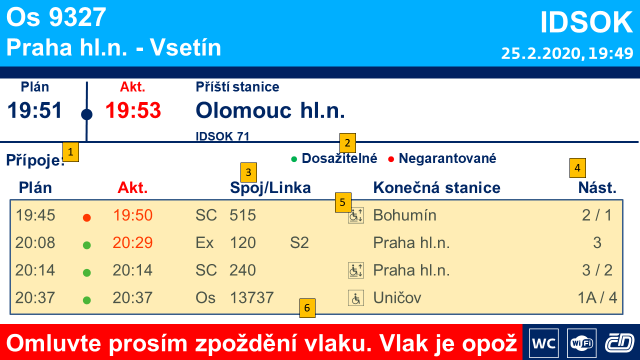 Os 9327
IDSOK
Praha hl.n. - Vsetín
25.2.2020, 19:49
Plán Akt. Příští stanice
19:51 19:53 Olomouc hl.n.
IDSOK 71
1 2
Přípoje: Dosažitelné Negarantované
3 4
Plán Akt. Spoj/Linka Konečná stanice Nást.
5
19:45 19:50 SC 515 Bohumín 2 / 1
20:08 20:29 Ex 120 S2 Praha hl.n. 3
20:14 20:14 SC 240 Praha hl.n. 3 / 2
20:37 20:37 Os 13737 Uničov 1A / 4
6
Omluvte prosím zpoždění vlaku. Vlak je opož WC WiFi ČD